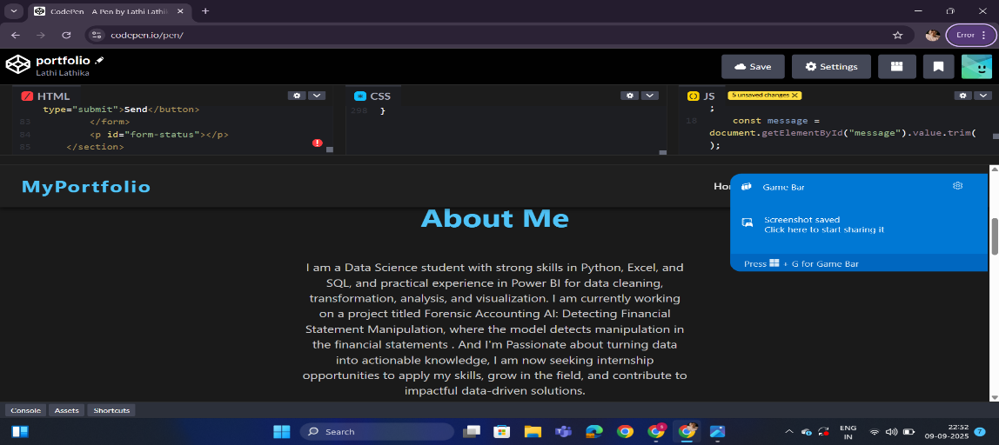 CodePen - A Pen by Lathi Lathi
codepen.io/pen/
Error
portfolio
Lathi Lathika
Save
Settings
HTML
CSS
JS
5 unsaved changes X
type="submit">Send</button>
83 </form>
84 <p id="form-status"></p>
85 </section>
298 }
;
18 const message =
document.getElementById("message").value.trim(
);
MyPortfolio
Ho
Game Bar
Screenshot saved
Click here to start sharing it
Press + G for Game Bar
About Me
I am a Data Science student with strong skills in Python, Excel, and
SQL, and practical experience in Power BI for data cleaning,
transformation, analysis, and visualization. I am currently working
on a project titled Forensic Accounting AI: Detecting Financial
Statement Manipulation, where the model detects manipulation in
the financial statements . And I'm Passionate about turning data
into actionable knowledge, I am now seeking internship
opportunities to apply my skills, grow in the field, and contribute to
impactful data-driven solutions.
Console Assets Shortcuts
Search
ENG
IN
22:52
09-09-2025
7